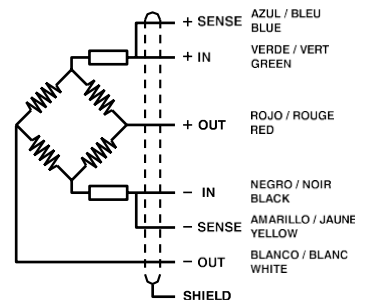 + SENSE AZUL / BLEU
BLUE
+ IN VERDE / VERT
GREEN
+ OUT ROJO / ROUGE
RED
− IN NEGRO / NOIR
BLACK
− SENSE AMARILLO / JAUNE
YELLOW
− OUT BLANCO / BLANC
WHITE
SHIELD